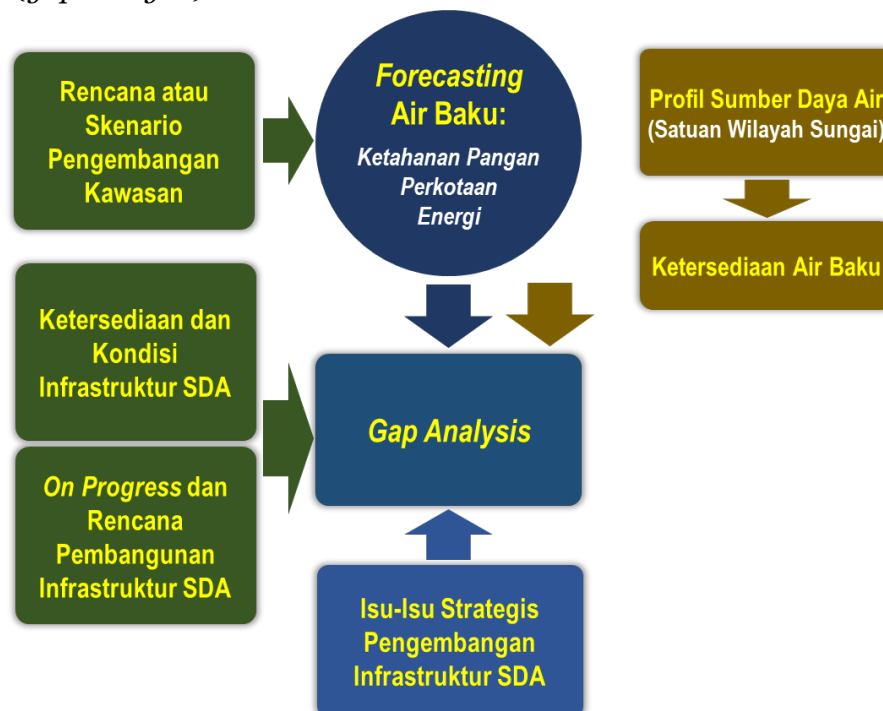 Rencana atau
Skenario
Pengembangan
Kawasan
Forecasting
Air Baku:
Ketahanan Pangan
Perkotaan
Energi
Profil Sumber Daya Air
(Satuan Wilayah Sungai)
Ketersediaan Air Baku
Ketersediaan dan
Kondisi
Infrastruktur SDA
On Progress dan
Rencana
Pembangunan
Infrastruktur SDA
Gap Analysis
Isu-Isu Strategis
Pengembangan
Infrastruktur SDA